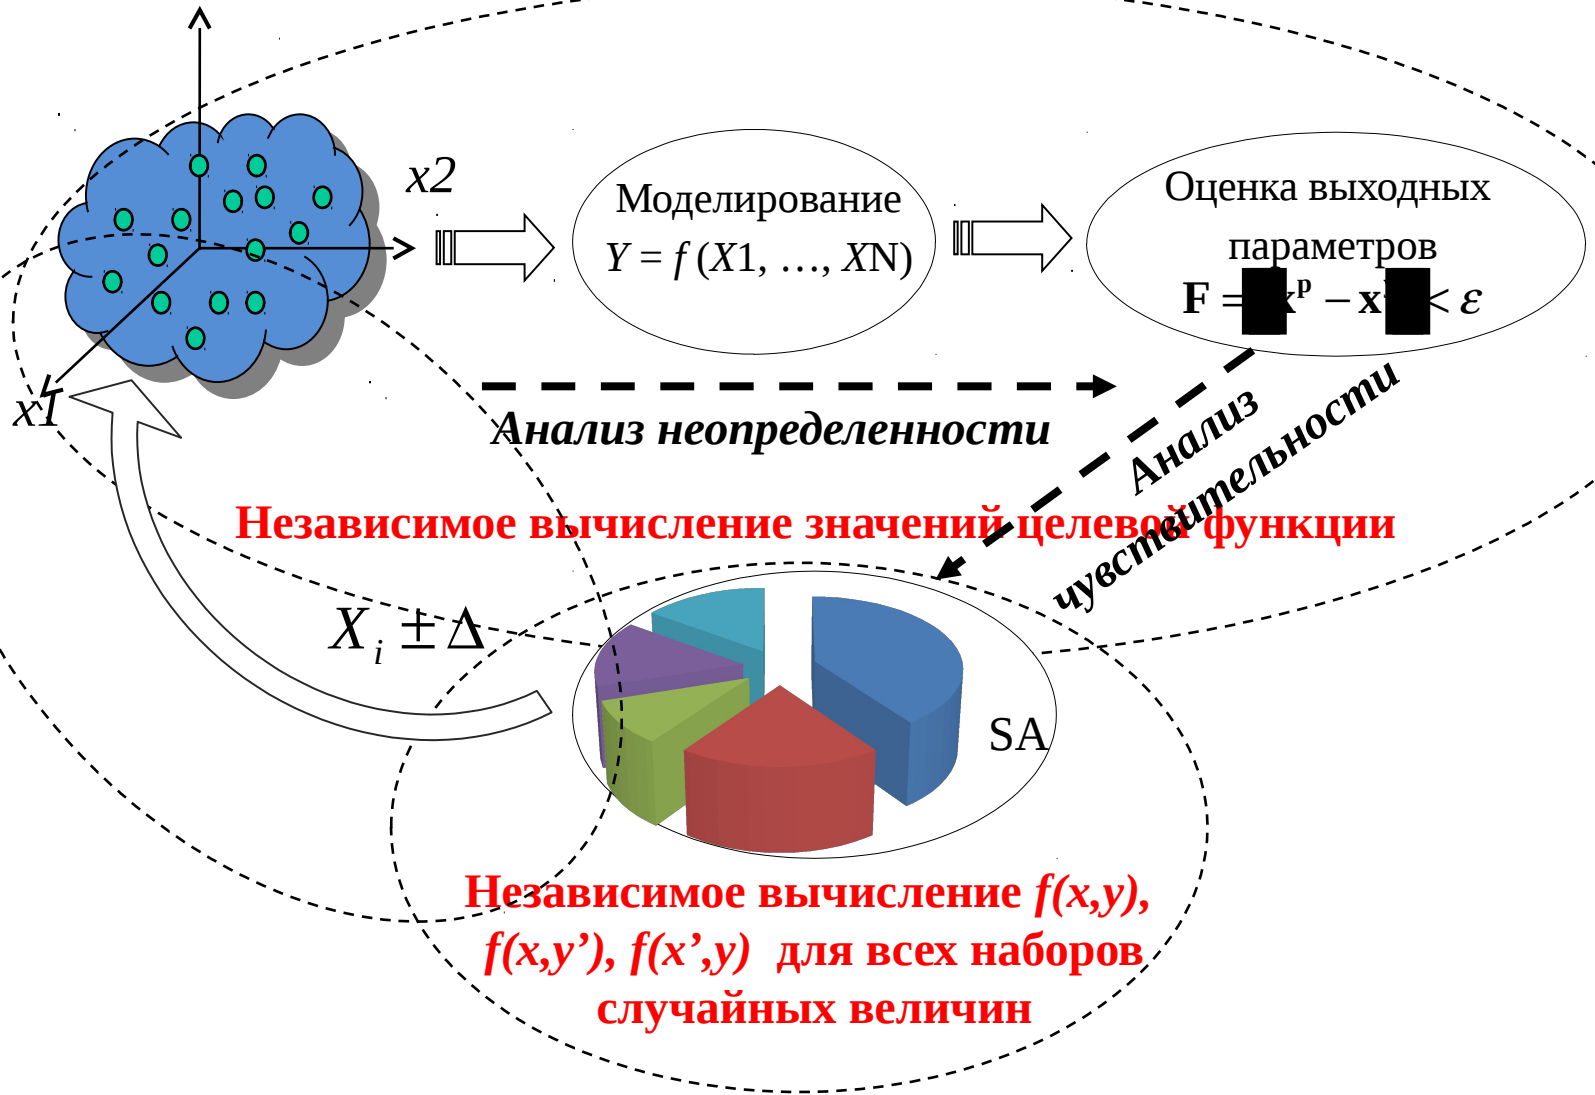 x2
x1
Моделирование
Y = f (X1, …, XN)
Оценка выходных
параметров
F = x^p − x < ε
Анализ неопределенности
Анализ
чувствительности
Независимое вычисление значений целевой функции
X_i ± Δ
SA
Независимое вычисление f(x,y),
f(x,y’), f(x’,y) для всех наборов
случайных величин